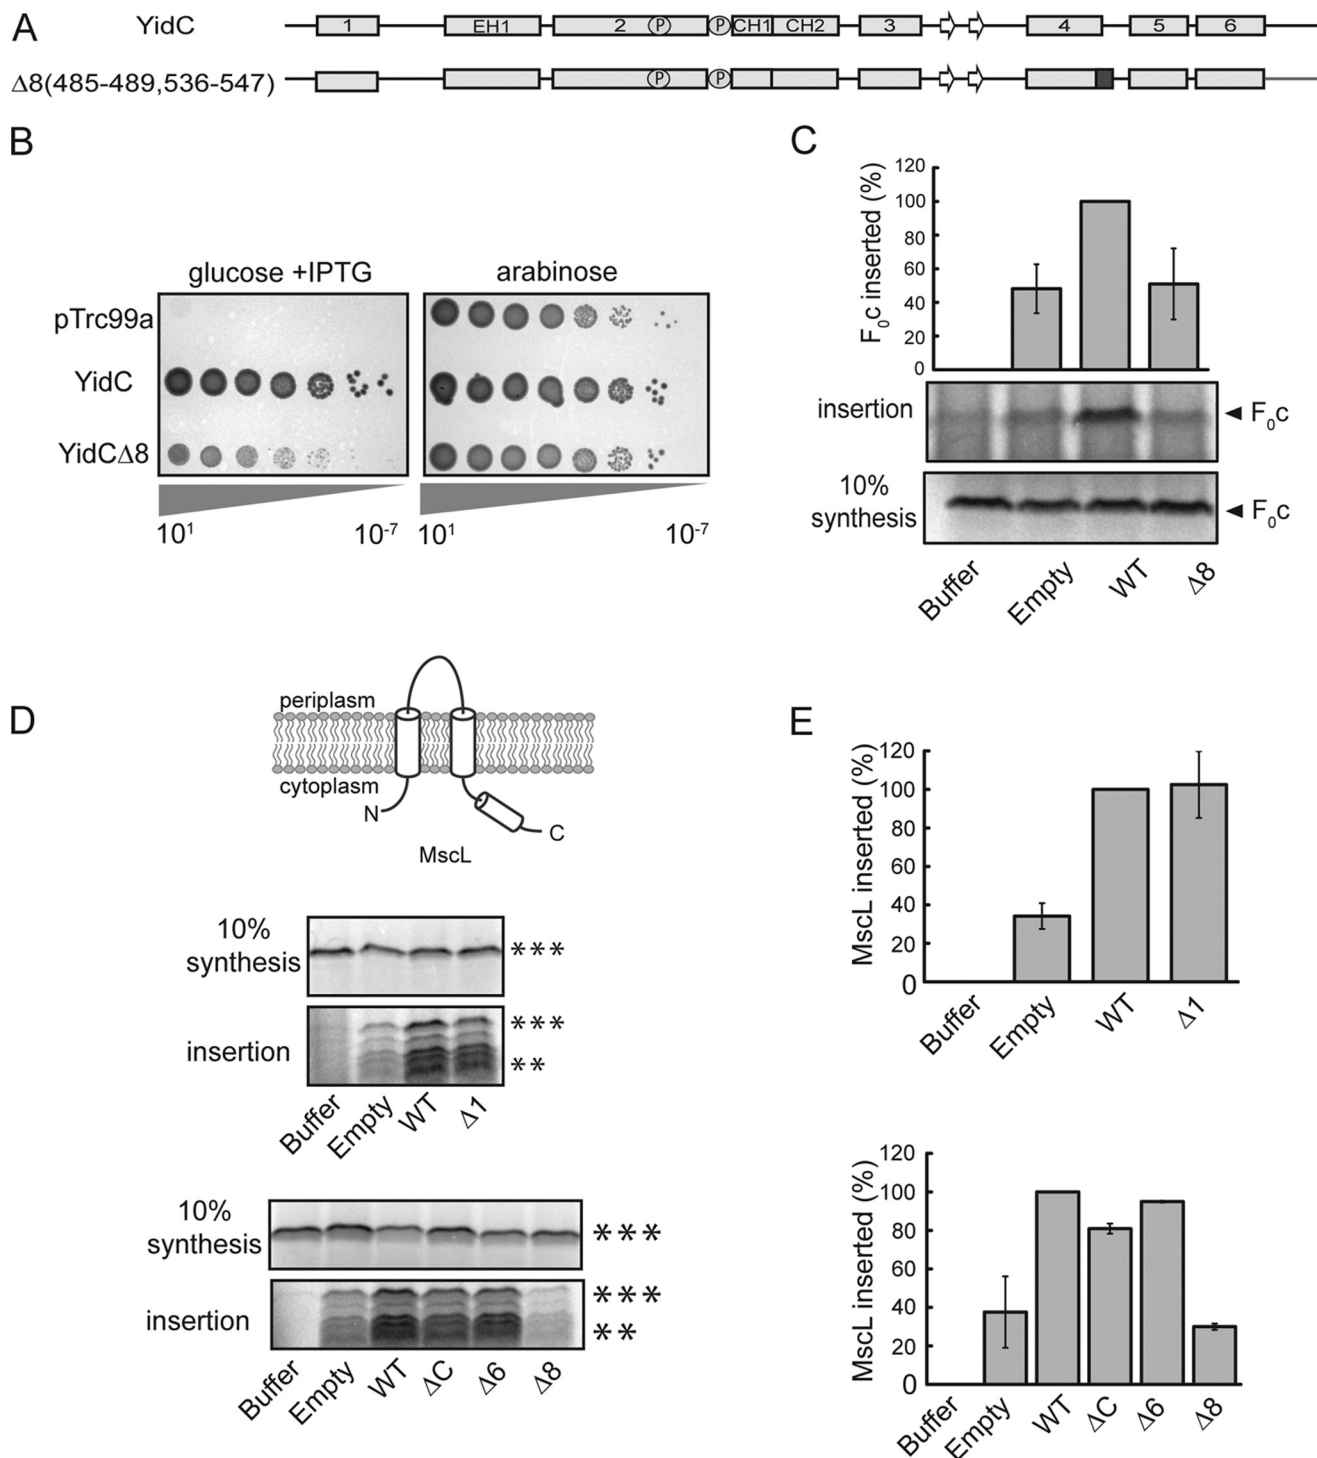 A
YidC
1
EH1
2
P
P
CH1
CH2
3
4
5
6
Δ8(485-489,536-547)
P
P
B
glucose +IPTG
arabinose
pTrc99a
YidC
YidCΔ8
10¹
10⁻⁷
10¹
10⁻⁷
C
F₀c inserted (%)
120
100
80
60
40
20
0
insertion
F₀c
10%
synthesis
F₀c
Buffer
Empty
WT
Δ8
D
periplasm
cytoplasm
N
C
MscL
10%
synthesis
***
insertion
***
**
Buffer
Empty
WT
Δ1
10%
synthesis
***
insertion
***
**
Buffer
Empty
WT
ΔC
Δ6
Δ8
E
MscL inserted (%)
120
100
80
60
40
20
0
Buffer
Empty
WT
Δ1
MscL inserted (%)
120
100
80
60
40
20
0
Buffer
Empty
WT
ΔC
Δ6
Δ8